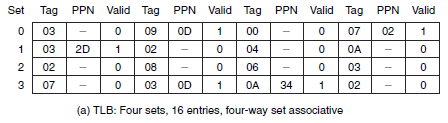 Set Tag PPN Valid Tag PPN Valid Tag PPN Valid Tag PPN Valid
0 03 – 0 09 0D 1 00 – 0 07 02 1
1 03 2D 1 02 – 0 04 – 0 0A – 0
2 02 – 0 08 – 0 06 – 0 03 – 0
3 07 – 0 03 0D 1 0A 34 1 02 – 0
(a) TLB: Four sets, 16 entries, four-way set associative